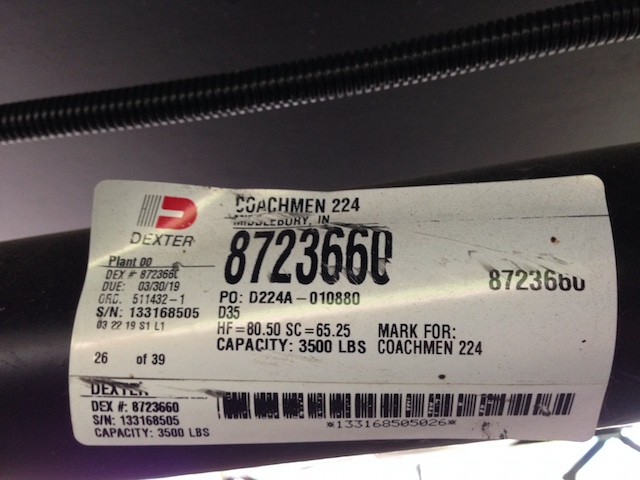 COACHMEN 224
MIDDLEBURY, IN
DEXTER
8723660
8723660
Plant 00
DEX #: 8723660
DUE: 03/30/19
ORD. 511432-1
S/N: 133168505
03 22 19 S1 L1
26 of 39
PO: D224A-010880
D35
HF=80.50 SC=65.25
CAPACITY: 3500 LBS
MARK FOR:
COACHMEN 224
DEXTER
DEX #: 8723660
S/N: 133168505
CAPACITY: 3500 LBS
*133168505026*